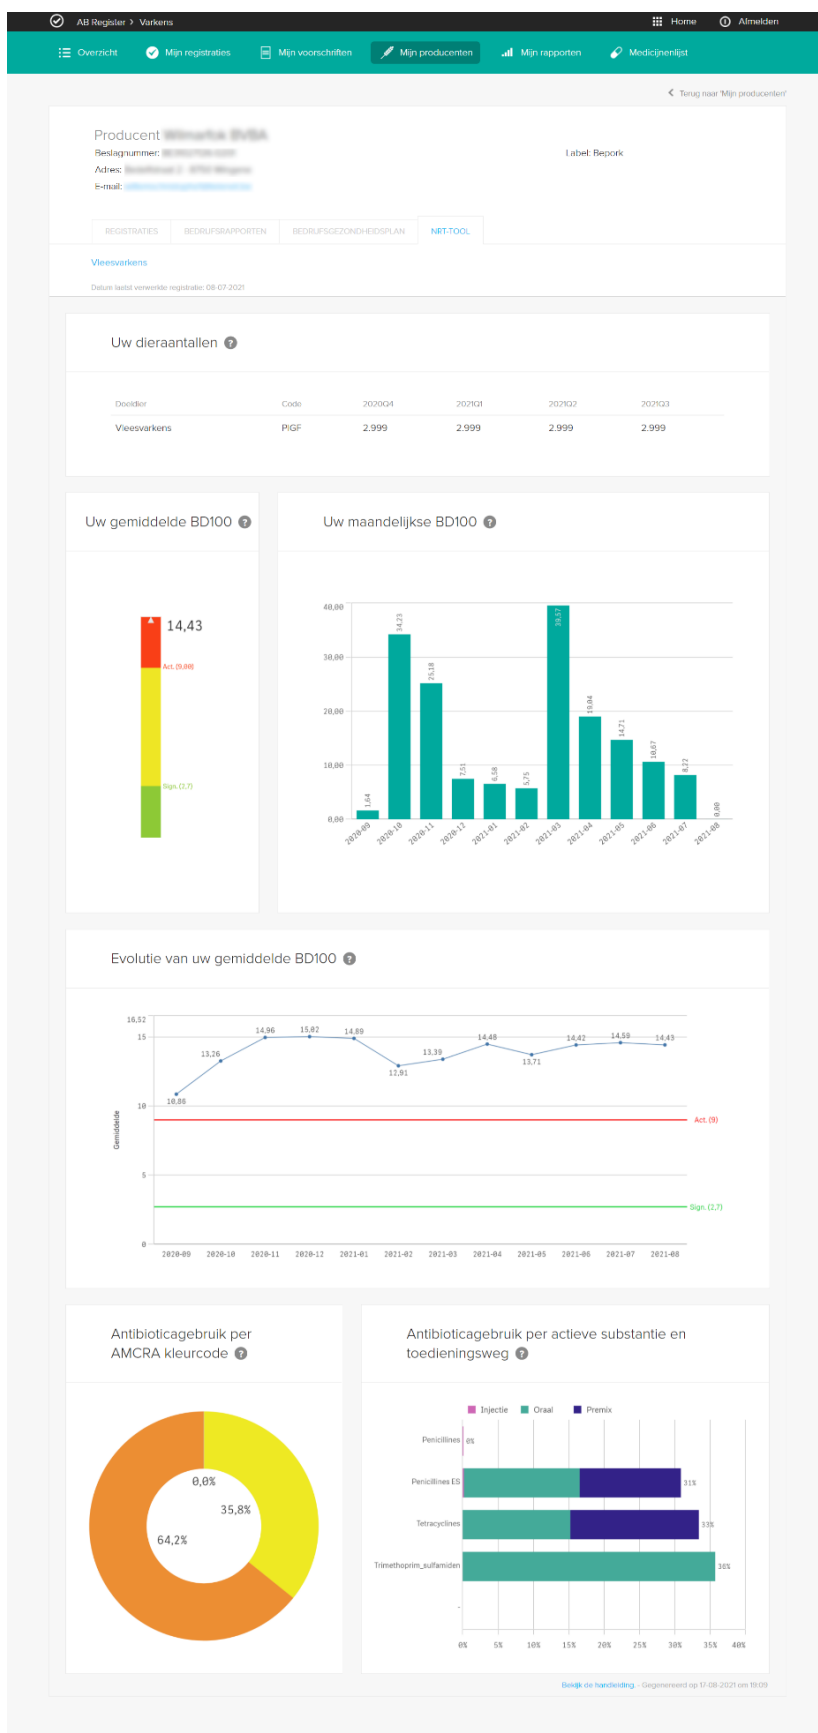 AB Register > Varkens
Home
Afmelden
Overzicht
Mijn registraties
Mijn voorschriften
Mijn producenten
Mijn rapporten
Medicijnenlijst
Terug naar 'Mijn producenten'
Producent
Beslagnummer:
Label: Bepork
Adres:
E-mail:
REGISTRATIES
BEDRIJFSRAPPORTEN
BEDRIJFSGEZONDHEIDSPLAN
NRT-TOOL
Vleesvarkens
Datum laatst verwerkte registratie: 08-07-2021
Uw dieraantallen
Doeldier Code 2020Q4 2021Q1 2021Q2 2021Q3
Vleesvarkens PIGF 2.999 2.999 2.999 2.999
Uw gemiddelde BD100
14,43
Act. (9,00)
Sign. (2,7)
Uw maandelijkse BD100
40,00
30,00
20,00
10,00
0,00
1,64
34,23
25,18
7,51
6,58
5,75
39,57
19,04
14,71
10,67
8,22
0,00
2020-09 2020-10 2020-11 2020-12 2021-01 2021-02 2021-03 2021-04 2021-05 2021-06 2021-07 2021-08
Evolutie van uw gemiddelde BD100
16,52
15
10
5
0
Gemiddelde
10,86
13,26
14,96
15,02
14,89
12,91
13,39
14,48
13,71
14,42
14,58
14,43
Act. (9)
Sign. (2,7)
2020-09 2020-10 2020-11 2020-12 2021-01 2021-02 2021-03 2021-04 2021-05 2021-06 2021-07 2021-08
Antibioticagebruik per
AMCRA kleurcode
0,0%
35,8%
64,2%
Antibioticagebruik per actieve substantie en
toedieningsweg
Injectie Oraal Premix
Penicillines 0%
Penicillines ES 31%
Tetracyclines 33%
Trimethoprim_sulfamiden 36%
-
0% 5% 10% 15% 20% 25% 30% 35% 40%
Bekijk de handleiding. - Gegenereerd op 17-08-2021 om 19:09